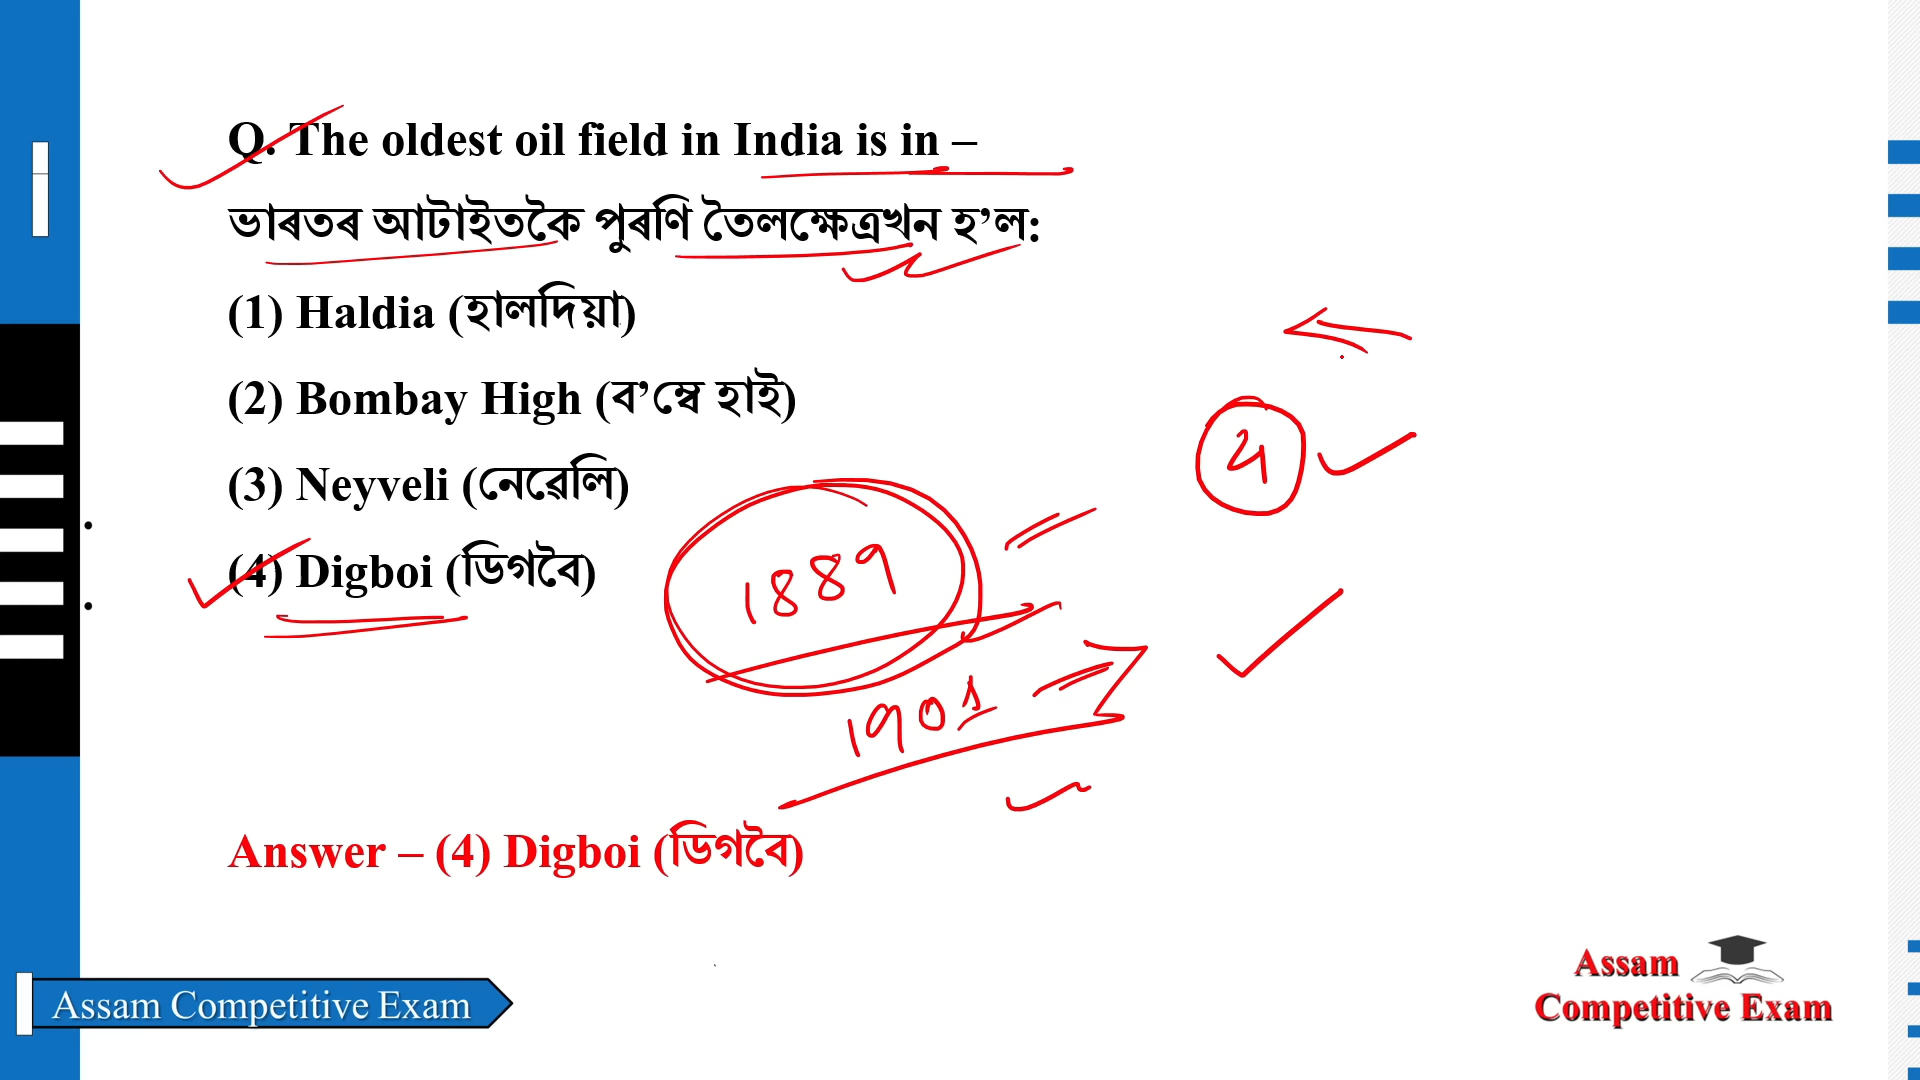 Q. The oldest oil field in India is in –
ভাৰতৰ আটাইতকৈ পুৰণি তৈলক্ষেত্ৰখন হ’ল:
(1) Haldia (হালদিয়া)
(2) Bombay High (ব’ম্বে হাই)
(3) Neyveli (নেৱেলি)
(4) Digboi (ডিগবৈ)
4
1889
1901
Answer – (4) Digboi (ডিগবৈ)
Assam Competitive Exam
Assam
Competitive Exam